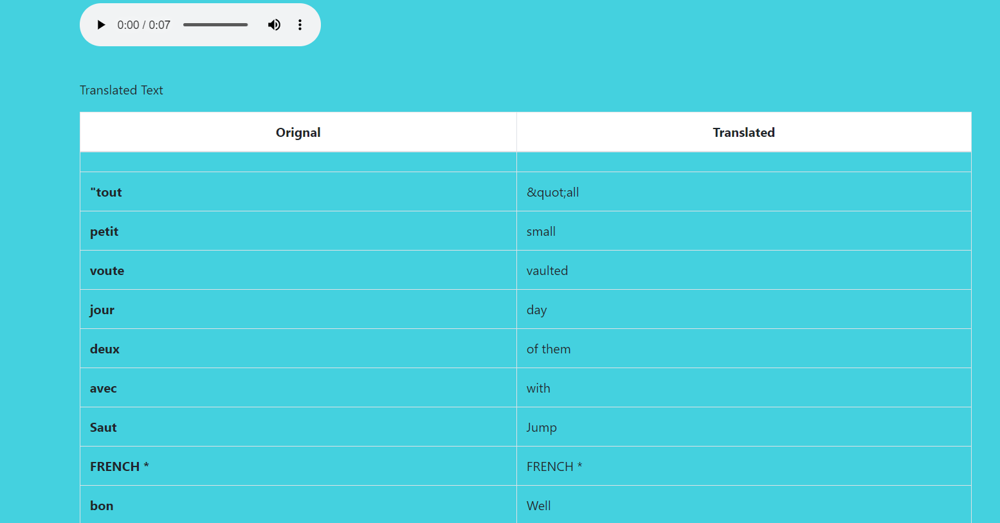 0:00 / 0:07
Translated Text
Orignal Translated
"tout &quot;all
petit small
voute vaulted
jour day
deux of them
avec with
Saut Jump
FRENCH * FRENCH *
bon Well